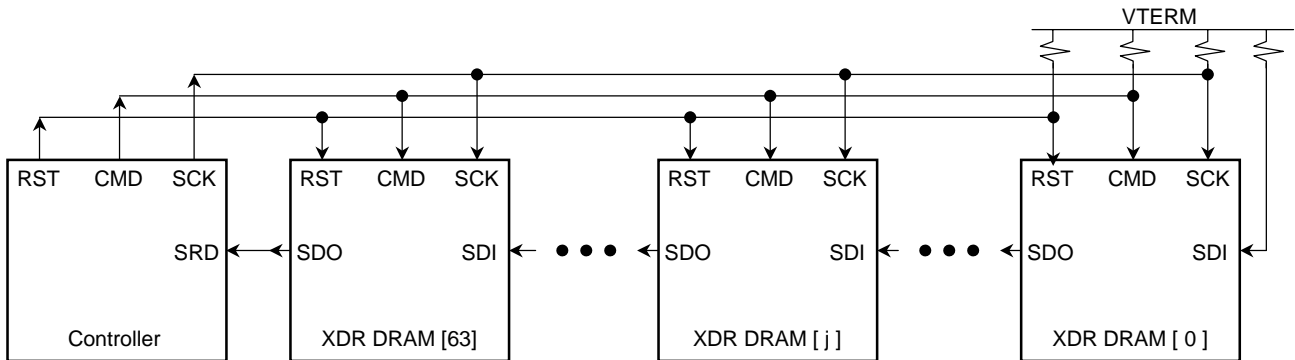 VTERM
RST CMD SCK RST CMD SCK RST CMD SCK RST CMD SCK
SRD SDO SDI SDO SDI SDO SDI
Controller XDR DRAM [63] XDR DRAM [ j ] XDR DRAM [ 0 ]